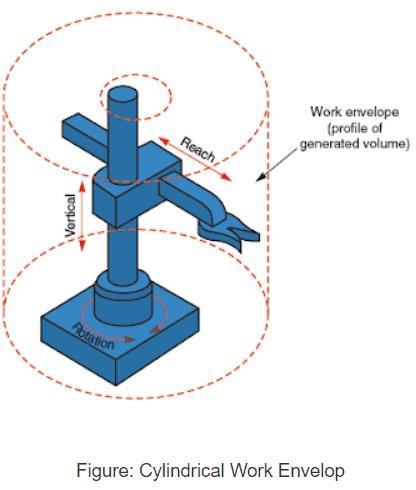 Work envelope
(profile of
generated volume)
Reach
Vertical
Rotation
Figure: Cylindrical Work Envelop